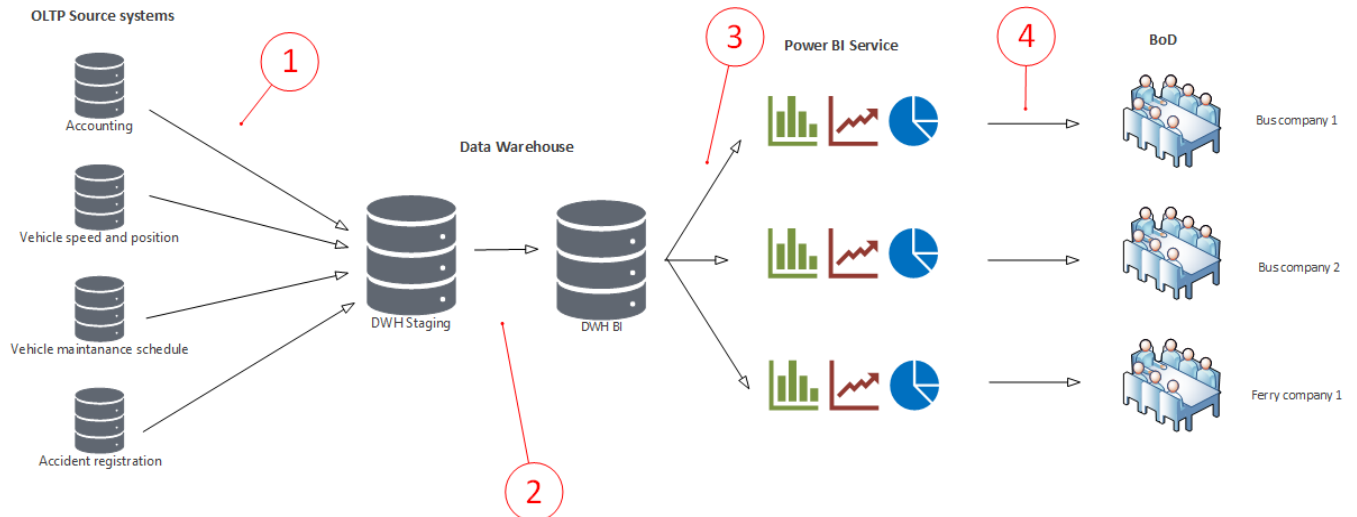 OLTP Source systems
1
3
Power BI Service
4
BoD
Accounting
Bus company 1
Data Warehouse
Vehicle speed and position
Bus company 2
DWH Staging
DWH BI
Vehicle maintanance schedule
Ferry company 1
Accident registration
2